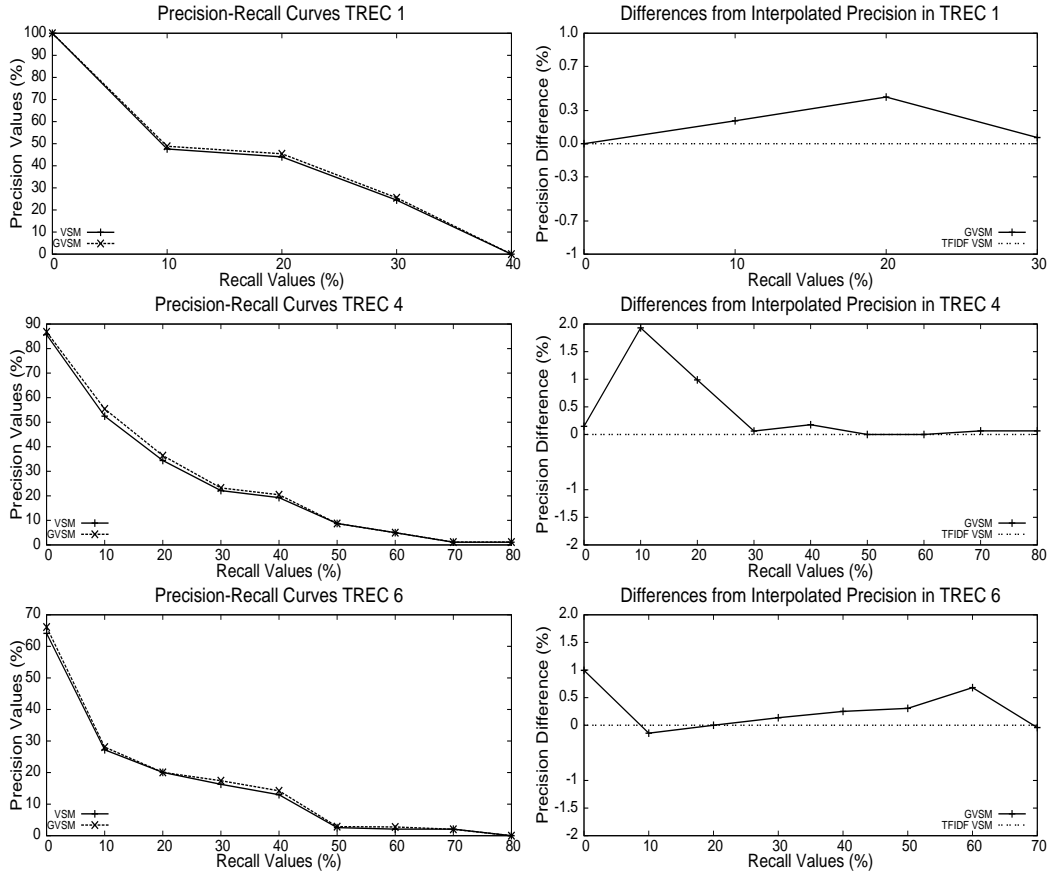 Precision-Recall Curves TREC 1
Precision Values (%)
100
90
80
70
60
50
40
30
20
10
0
VSM
GVSM
0 10 20 30 40
Recall Values (%)
Differences from Interpolated Precision in TREC 1
Precision Difference (%)
1.0
0.7
0.3
0.0
-0.3
-0.7
-1
GVSM
TFIDF VSM
0 10 20 30
Recall Values (%)
Precision-Recall Curves TREC 4
Precision Values (%)
90
80
70
60
50
40
30
20
10
0
VSM
GVSM
0 10 20 30 40 50 60 70 80
Recall Values (%)
Differences from Interpolated Precision in TREC 4
Precision Difference (%)
2.0
1.5
1
0.5
0
-1
-1.5
-2
GVSM
TFIDF VSM
0 10 20 30 40 50 60 70 80
Recall Values (%)
Precision-Recall Curves TREC 6
Precision Values (%)
70
60
50
40
30
20
10
0
VSM
GVSM
0 10 20 30 40 50 60 70 80
Recall Values (%)
Differences from Interpolated Precision in TREC 6
Precision Difference (%)
2.0
1.5
1
0.5
0
-1
-1.5
-2
GVSM
TFIDF VSM
0 10 20 30 40 50 60 70
Recall Values (%)